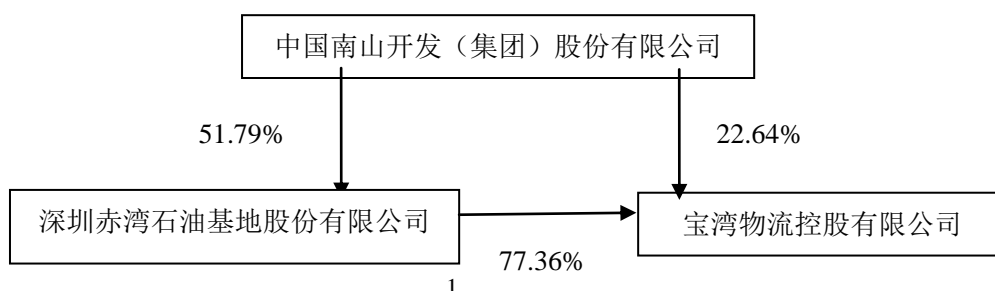 中国南山开发（集团）股份有限公司
51.79%
22.64%
深圳赤湾石油基地股份有限公司
宝湾物流控股有限公司
77.36%
1